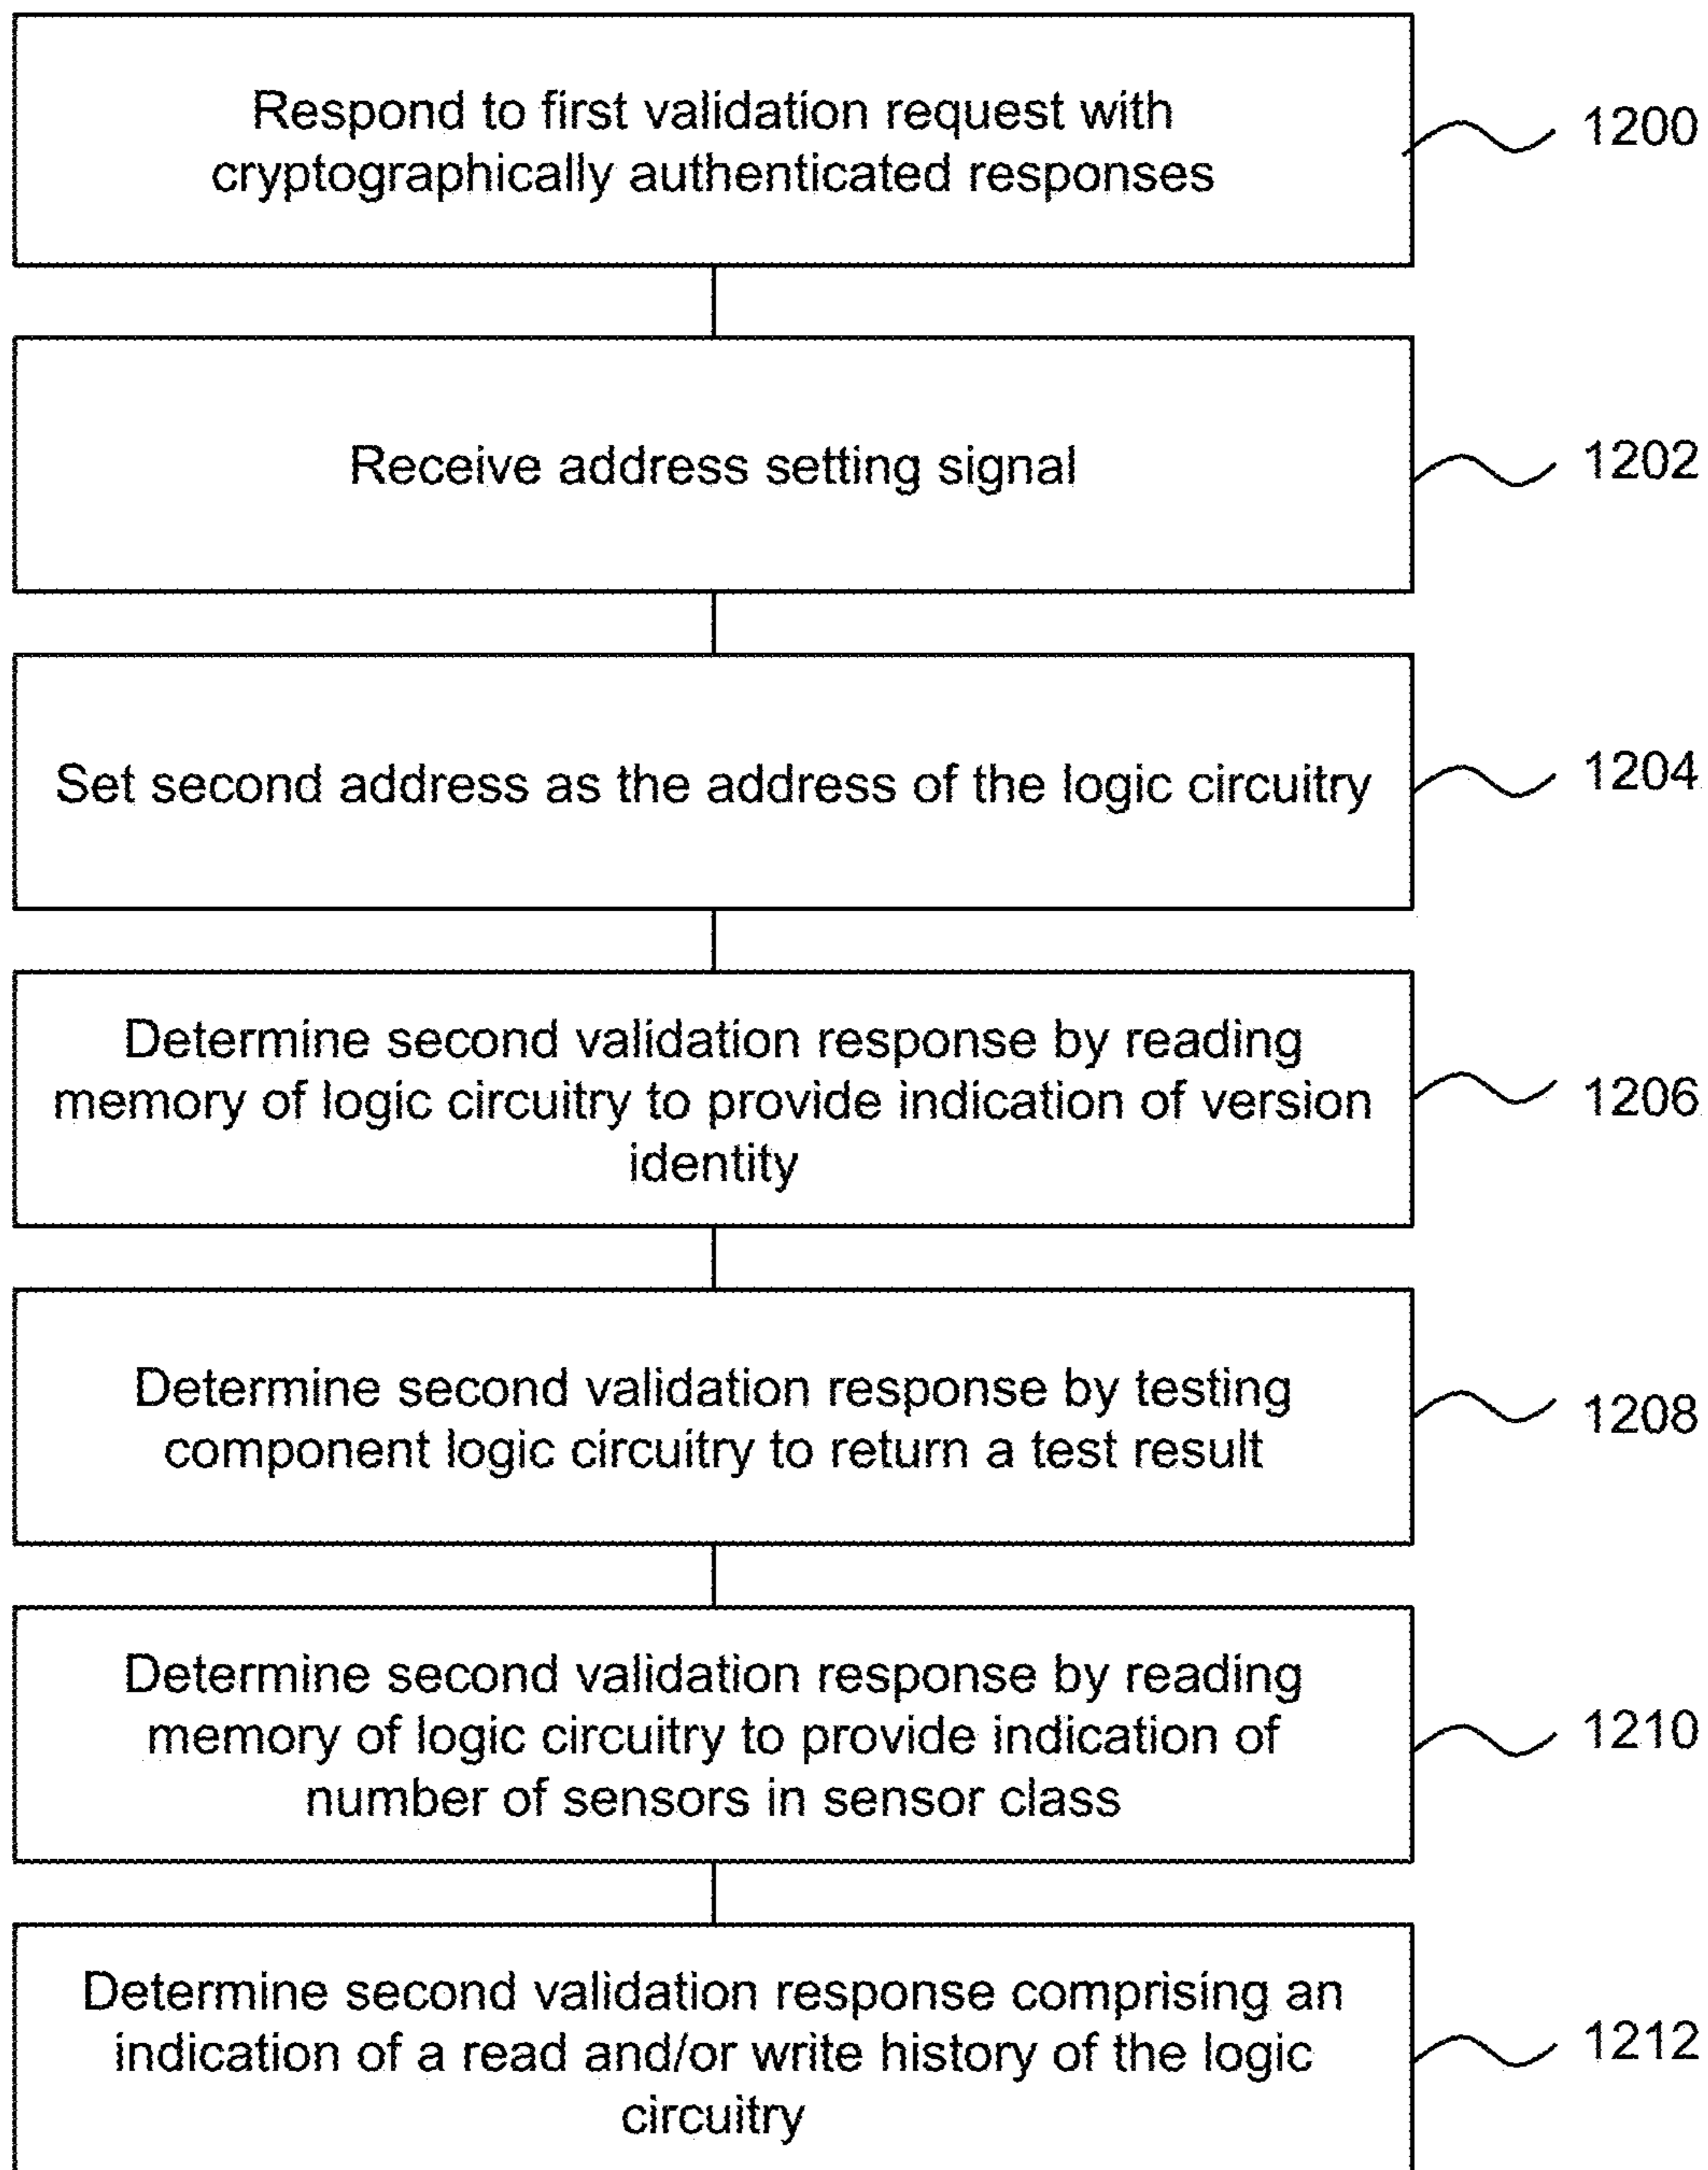 Respond to first validation request with
cryptographically authenticated responses
1200
Receive address setting signal
1202
Set second address as the address of the logic circuitry
1204
Determine second validation response by reading
memory of logic circuitry to provide indication of version
identity
1206
Determine second validation response by testing
component logic circuitry to return a test result
1208
Determine second validation response by reading
memory of logic circuitry to provide indication of
number of sensors in sensor class
1210
Determine second validation response comprising an
indication of a read and/or write history of the logic
circuitry
1212